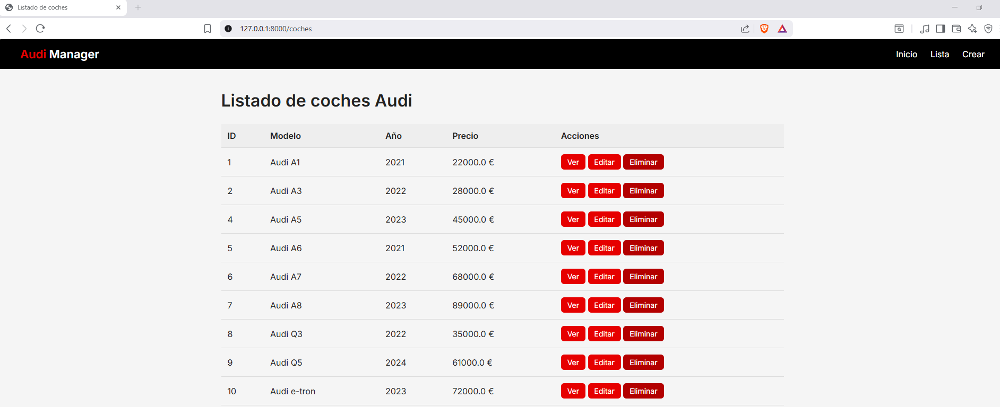 Listado de coches
127.0.0.1:8000/coches
Audi Manager
Inicio Lista Crear
Listado de coches Audi
ID Modelo Año Precio Acciones
1 Audi A1 2021 22000.0 € Ver Editar Eliminar
2 Audi A3 2022 28000.0 € Ver Editar Eliminar
4 Audi A5 2023 45000.0 € Ver Editar Eliminar
5 Audi A6 2021 52000.0 € Ver Editar Eliminar
6 Audi A7 2022 68000.0 € Ver Editar Eliminar
7 Audi A8 2023 89000.0 € Ver Editar Eliminar
8 Audi Q3 2022 35000.0 € Ver Editar Eliminar
9 Audi Q5 2024 61000.0 € Ver Editar Eliminar
10 Audi e-tron 2023 72000.0 € Ver Editar Eliminar